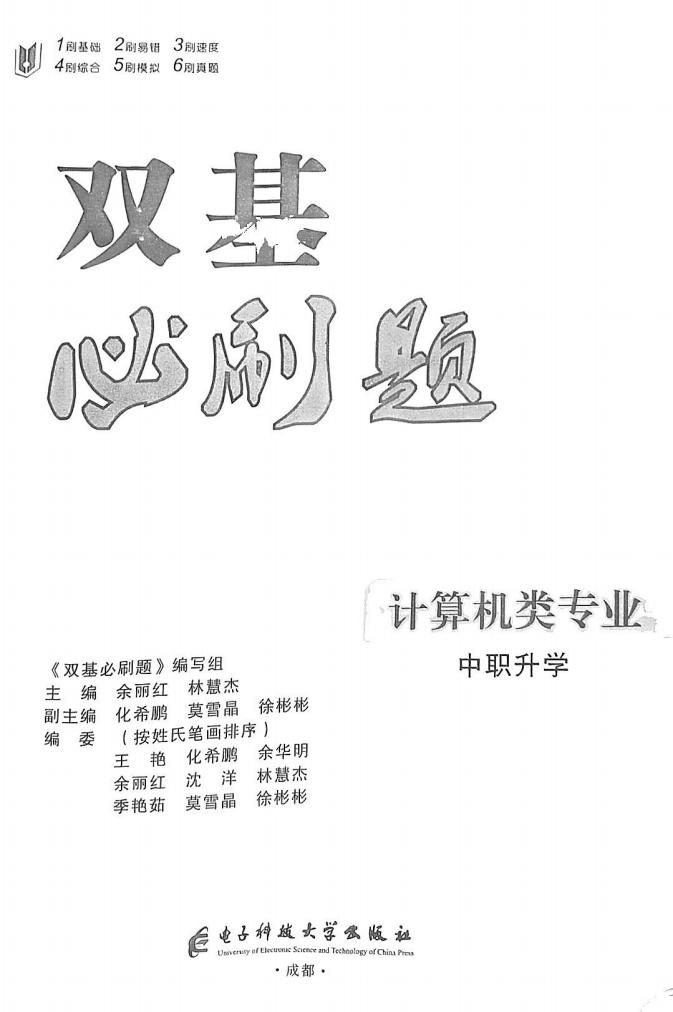 1刷基础 2刷易错 3刷速度
4刷综合 5刷模拟 6刷真题
双基
必刷题
计算机类专业
中职升学
《双基必刷题》编写组
主 编 余丽红 林慧杰
副主编 化希鹏 莫雪晶 徐彬彬
编 委 (按姓氏笔画排序)
王 艳 化希鹏 余华明
余丽红 沈 洋 林慧杰
季艳茹 莫雪晶 徐彬彬
电子科技大学出版社
University of Electronic Science and Technology of China Press
·成都·